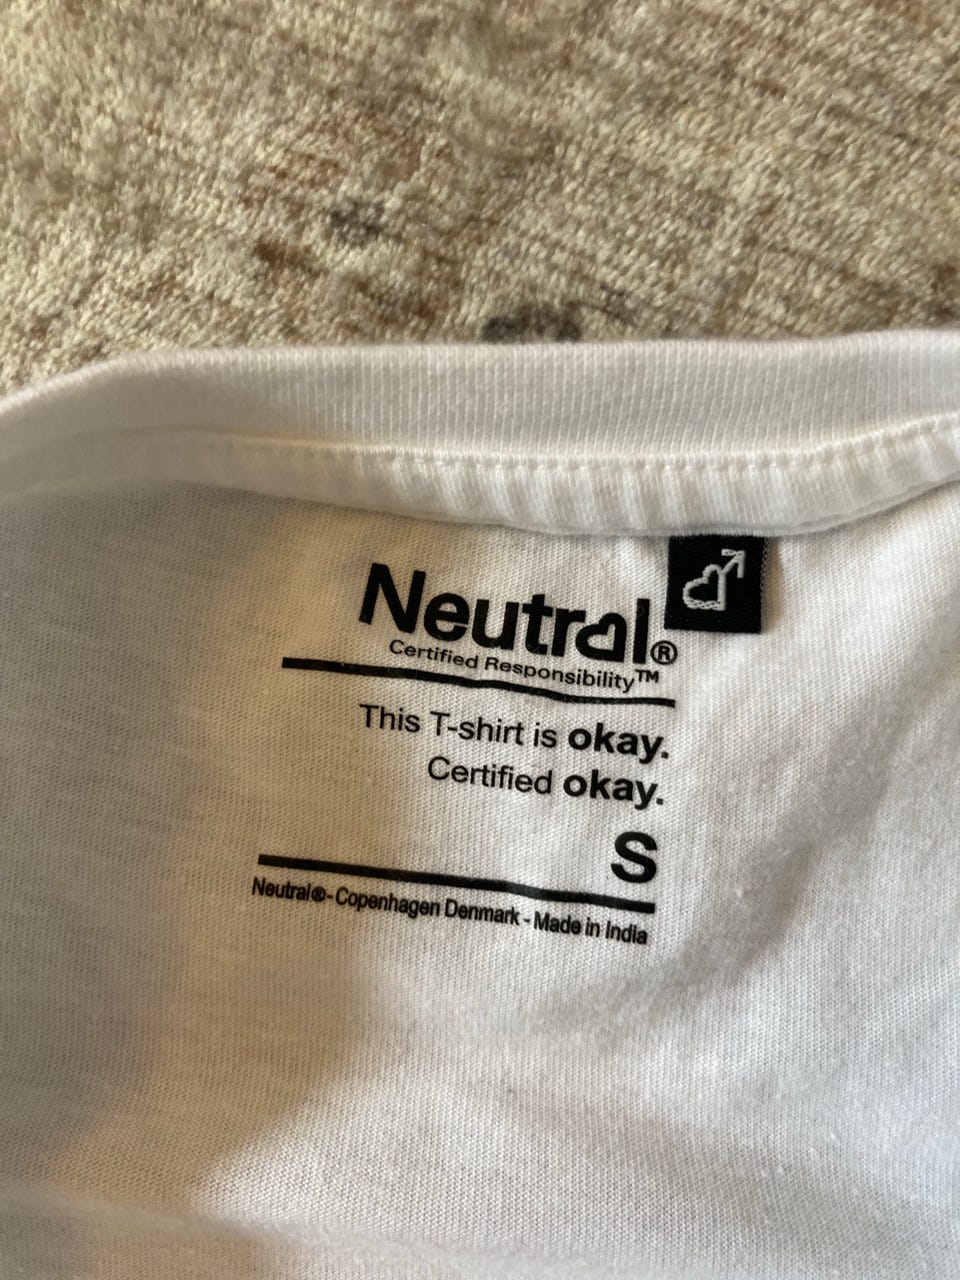 Neutral®
Certified Responsibility™
This T-shirt is okay.
Certified okay.
S
Neutral® - Copenhagen Denmark - Made in India